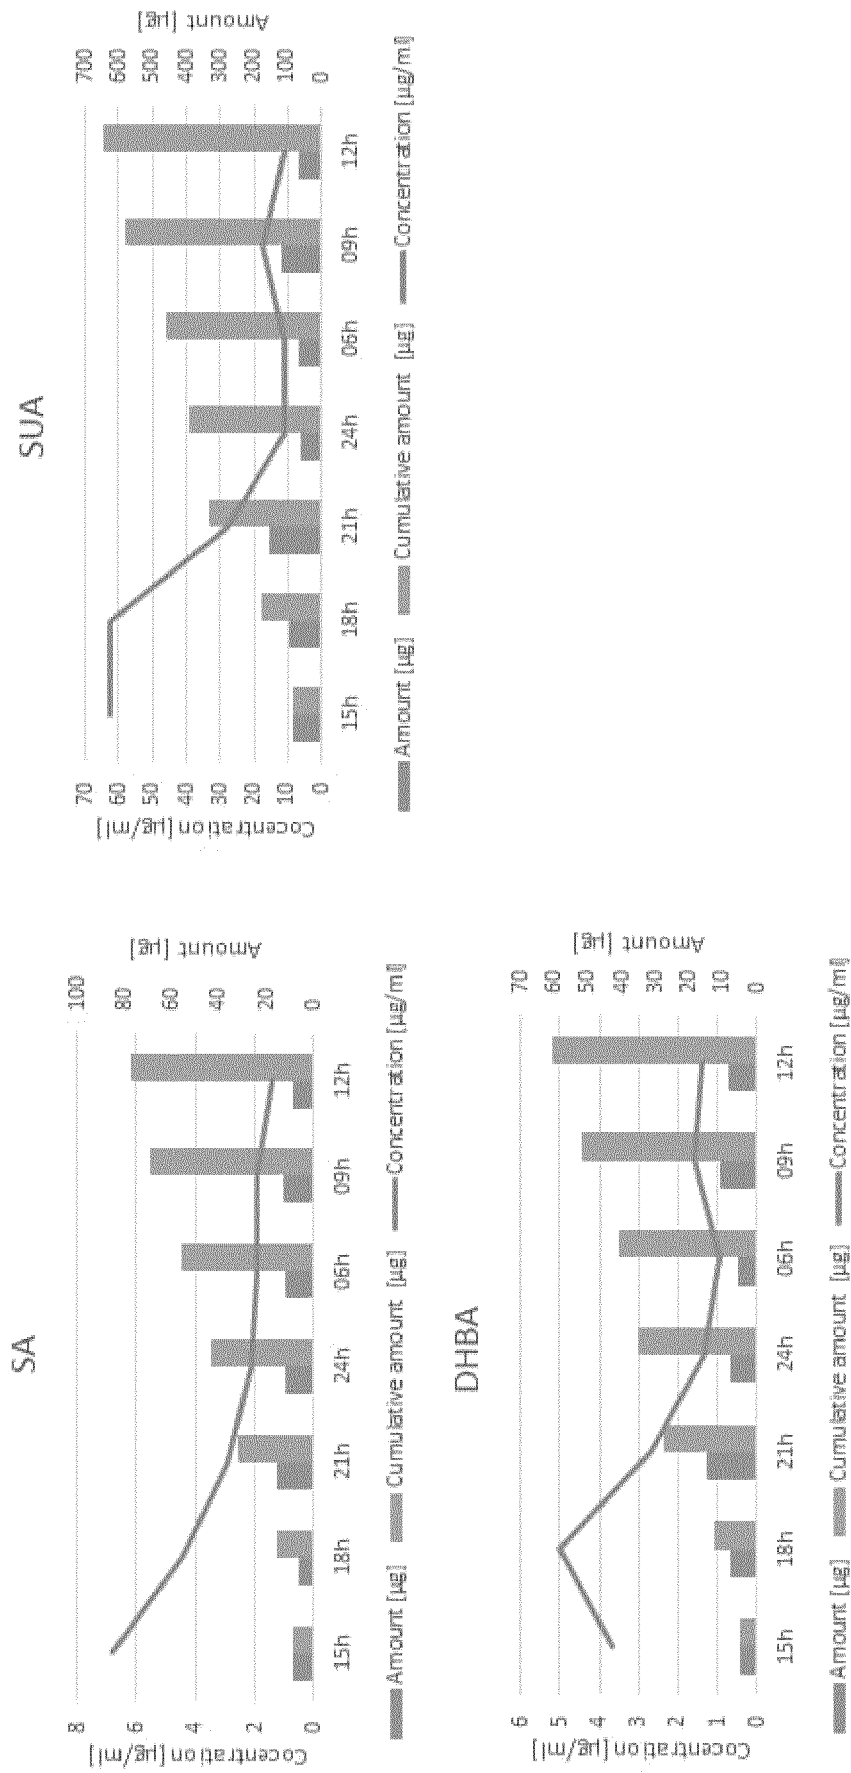 SA
Cocentration [µg/ml]
8
6
4
2
0
100
80
60
40
20
0
Amount [µg]
15h 18h 21h 24h 06h 09h 12h
Amount [µg] Cumulative amount [µg] Concentration [µg/ml]
SUA
Cocentration [µg/ml]
70
60
50
40
30
20
10
0
700
600
500
400
300
200
100
0
Amount [µg]
15h 18h 21h 24h 06h 09h 12h
Amount [µg] Cumulative amount [µg] Concentration [µg/ml]
DHBA
Cocentration [µg/ml]
6
5
4
3
2
1
0
70
60
50
40
30
20
10
0
Amount [µg]
15h 18h 21h 24h 06h 09h 12h
Amount [µg] Cumulative amount [µg] Concentration [µg/ml]